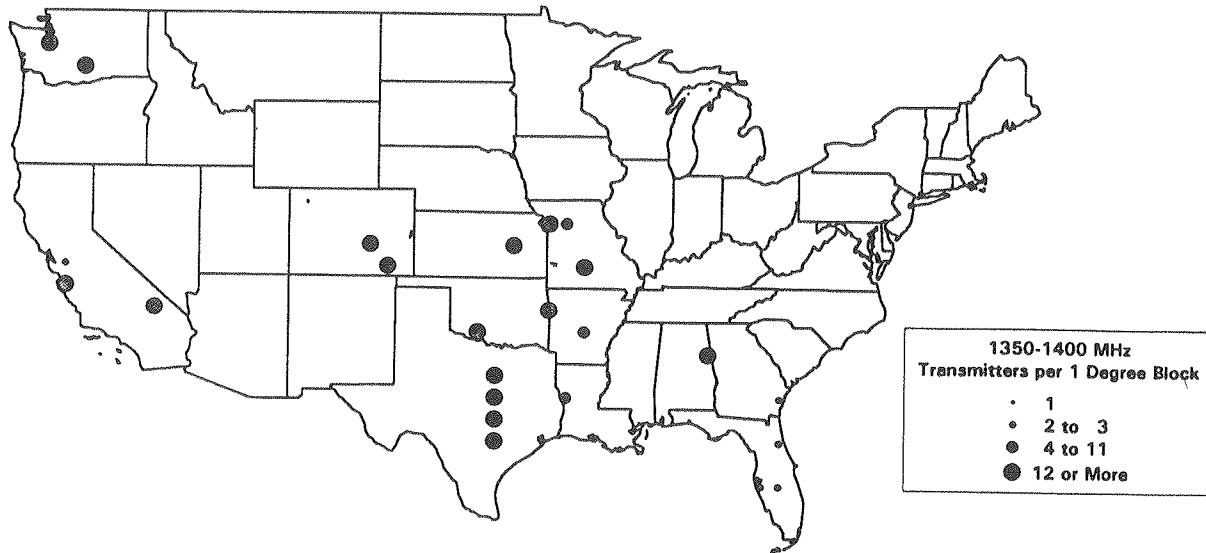 1350-1400 MHz
Transmitters per 1 Degree Block
1
2 to 3
4 to 11
12 or More